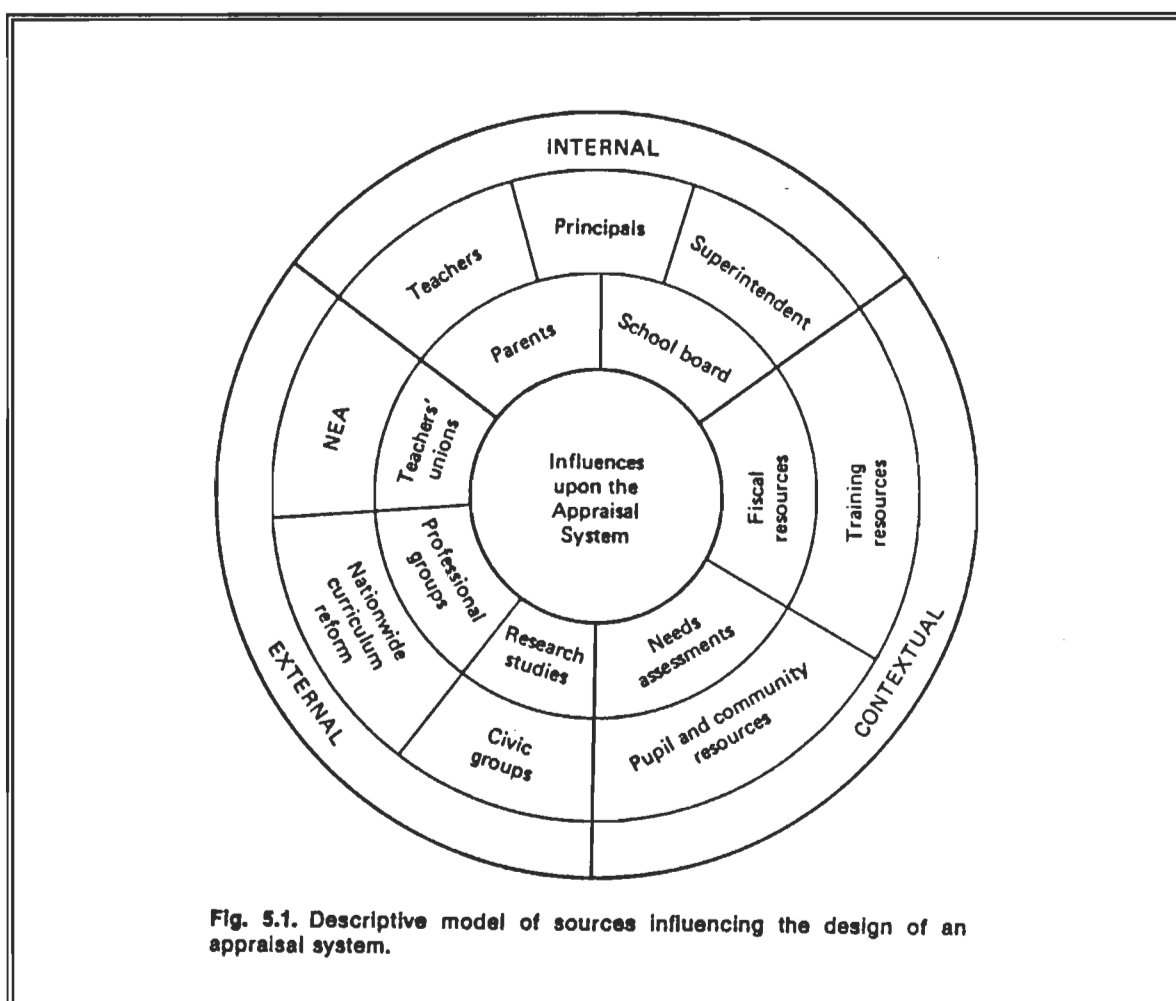 INTERNAL
Teachers
Principals
Superintendent
Parents
School board
NEA
Teachers'
unions
Influences
upon the
Appraisal
System
Fiscal
resources
Training
resources
Professional
groups
Nationwide
curriculum
reform
Research
studies
Needs
assessments
Civic
groups
Pupil and community
resources
EXTERNAL
CONTEXTUAL
Fig. 5.1. Descriptive model of sources influencing the design of an
appraisal system.